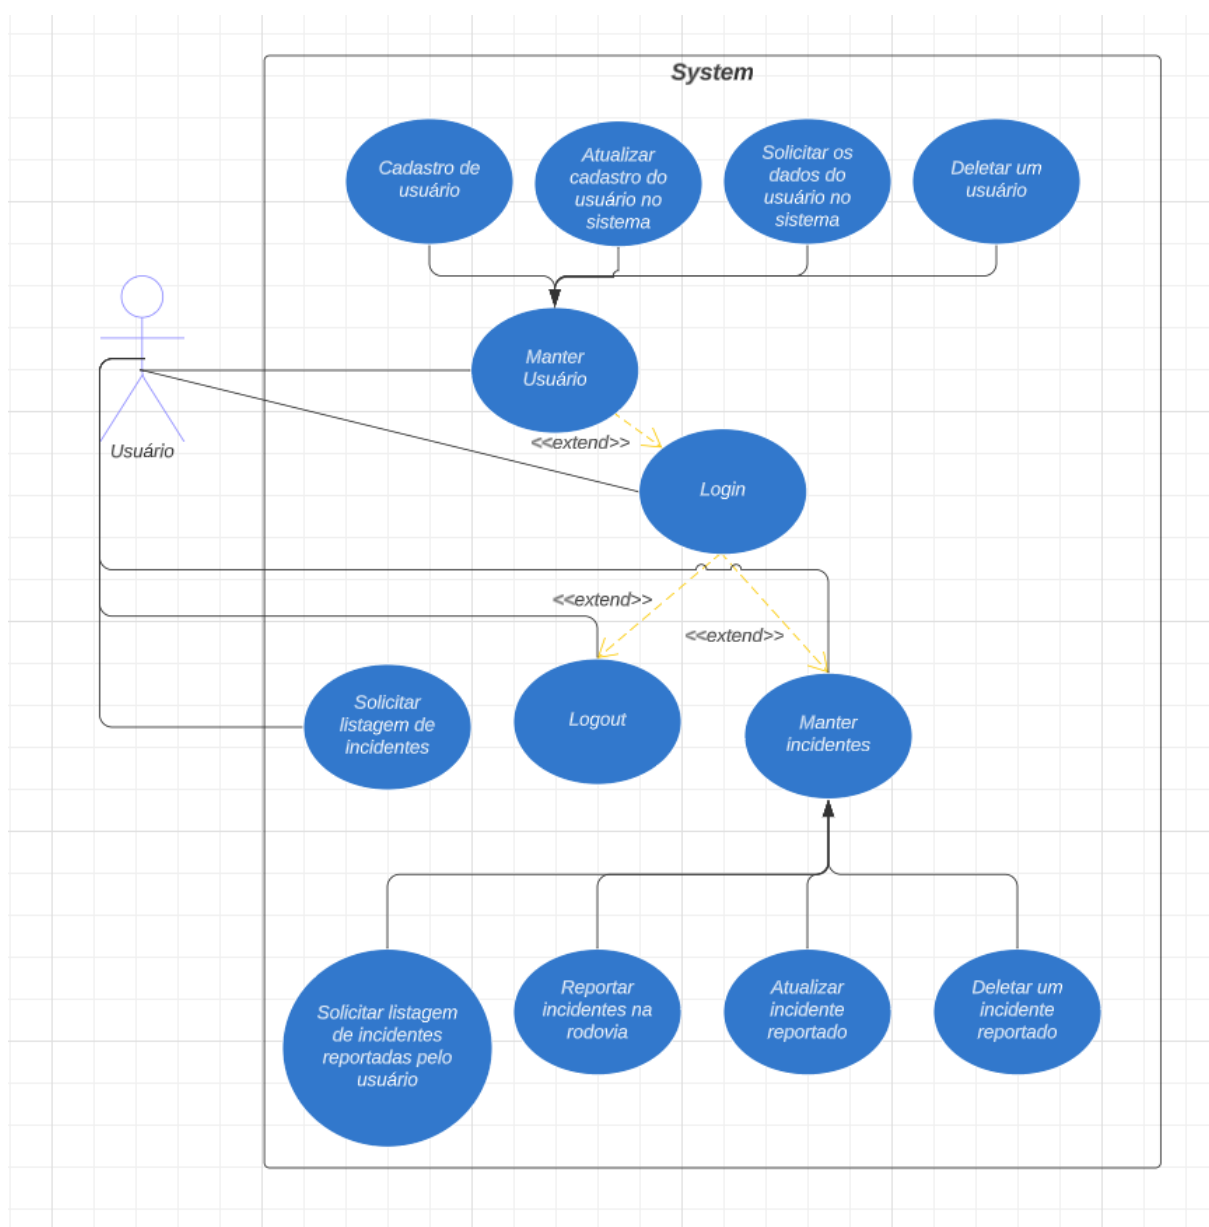 System
Cadastro de
usuário
Atualizar
cadastro do
usuário no
sistema
Solicitar os
dados do
usuário no
sistema
Deletar um
usuário
Manter
Usuário
Usuário
<<extend>>
Login
<<extend>>
<<extend>>
Solicitar
listagem de
incidentes
Logout
Manter
incidentes
Solicitar listagem
de incidentes
reportadas pelo
usuário
Reportar
incidentes na
rodovia
Atualizar
incidente
reportado
Deletar um
incidente
reportado